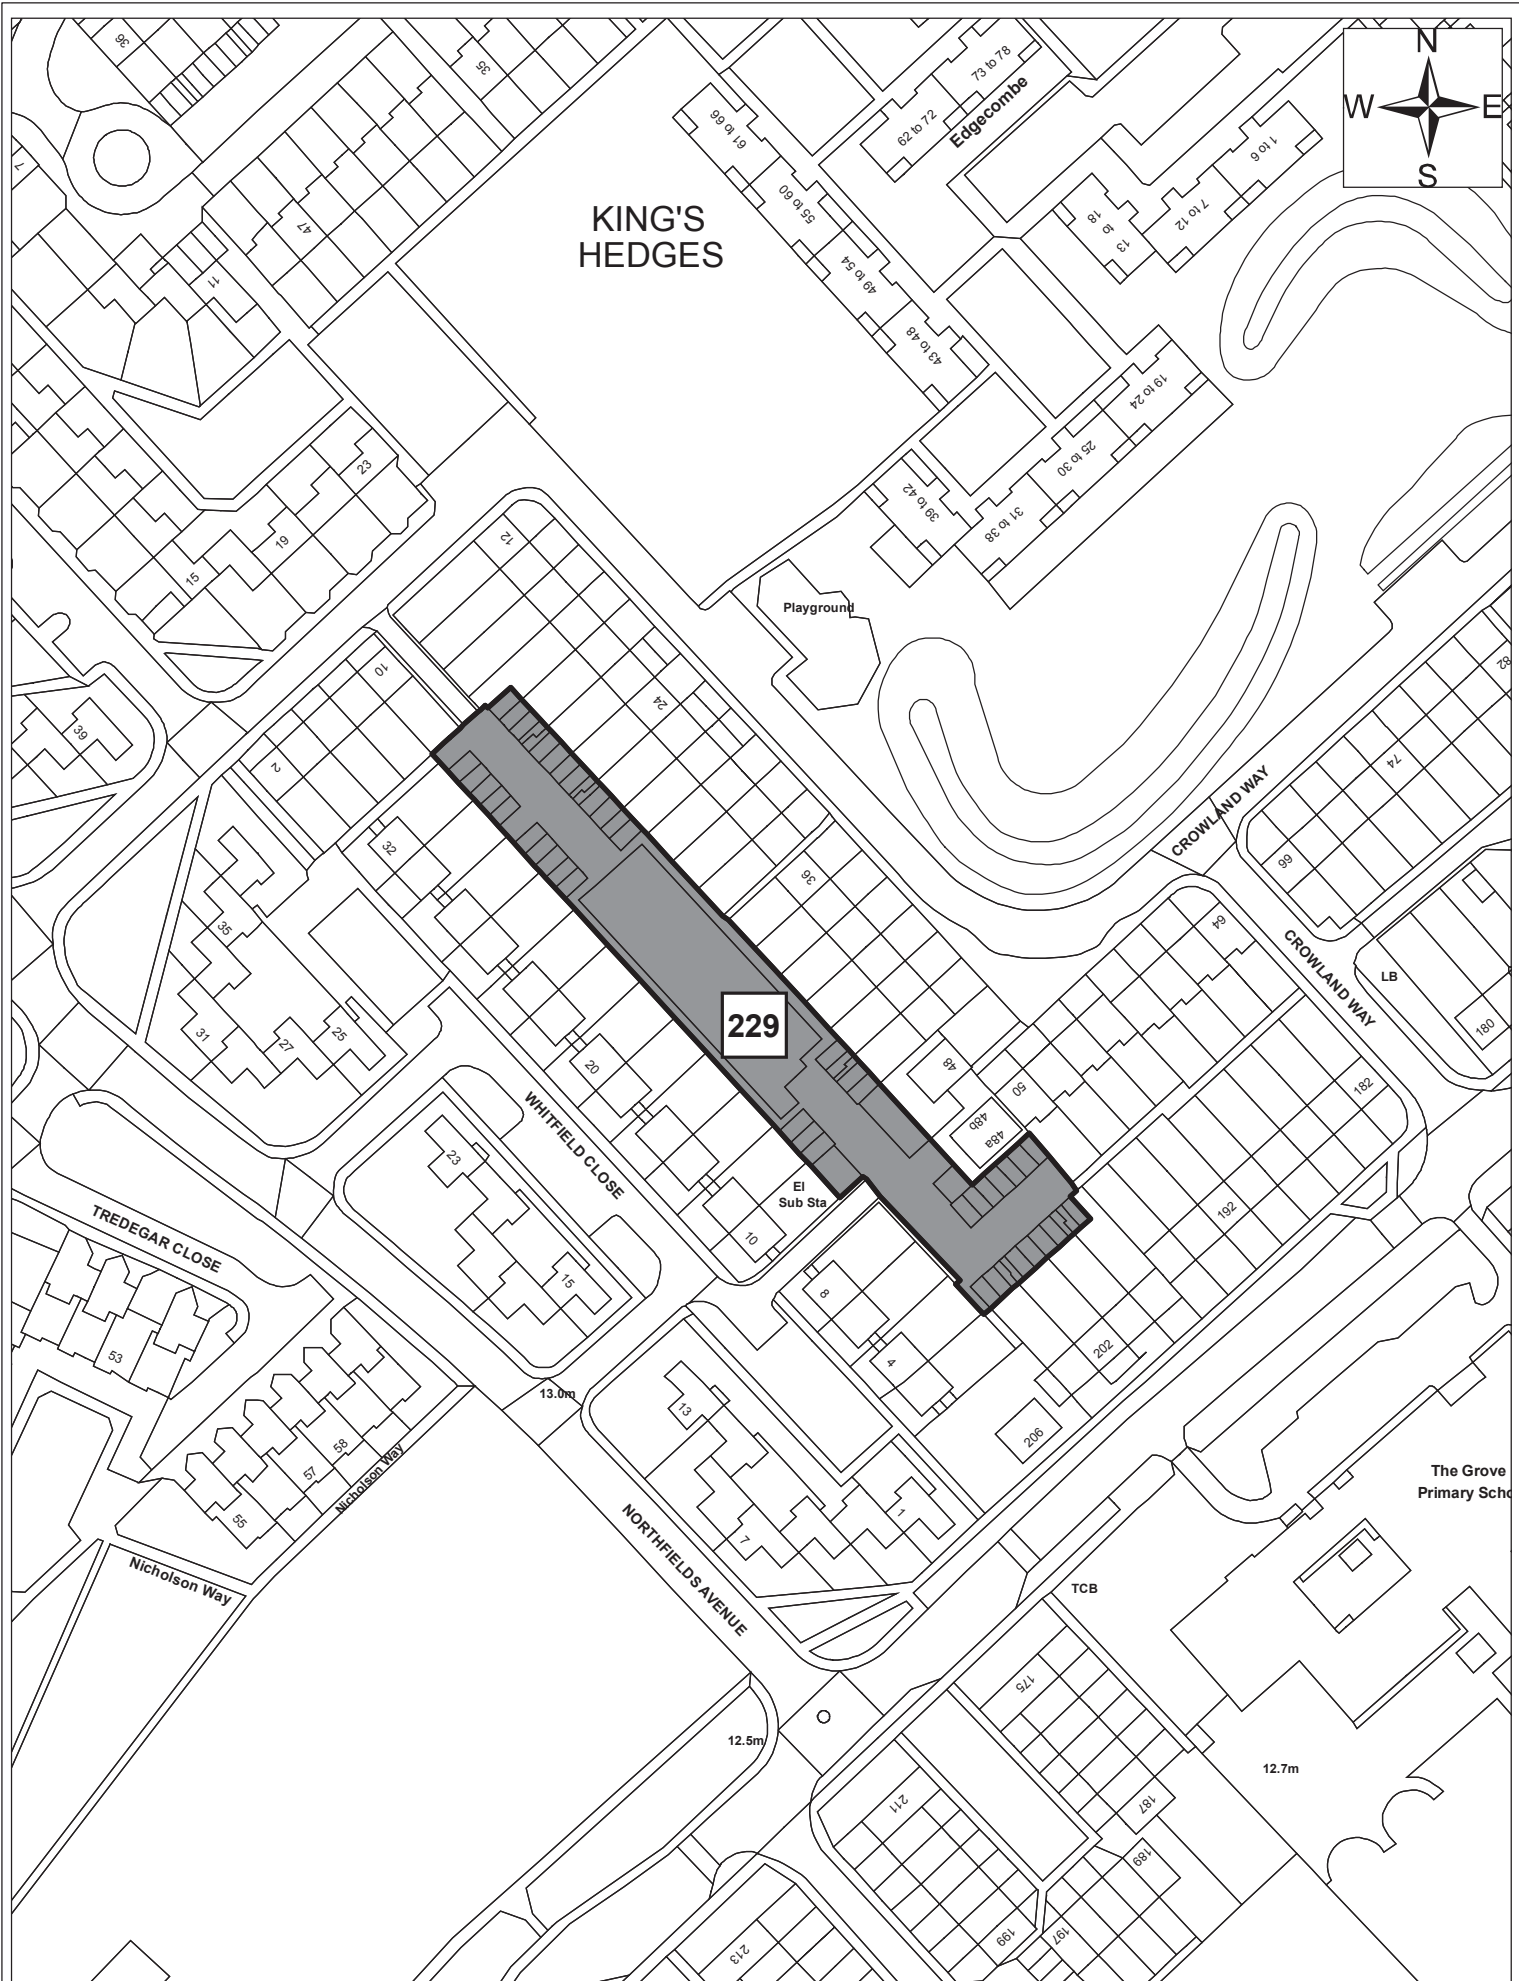 N
W E
S
36
35
73 to 78
62 to 72
Edgecombe
61 to 66
1 to 6
7 to 12
13 to 18
55 to 60
KING'S
HEDGES
7
47
11
49 to 54
43 to 48
19 to 24
25 to 30
23
39 to 42
31 to 38
12
19
15
Playground
82
10
24
39
2
74
CROWLAND WAY
32
36
66
64
35
CROWLAND WAY
LB
229
180
31
27
25
20
48
50
182
48b
48a
WHITFIELD CLOSE
23
El
Sub Sta
192
TREDEGAR CLOSE
10
15
8
53
4
202
13.0m
13
206
58
57
Nicholson Way
55
The Grove
Primary Scho
1
7
NORTHFIELDS AVENUE
Nicholson Way
TCB
175
12.5m
12.7m
211
187
189
199
197
213